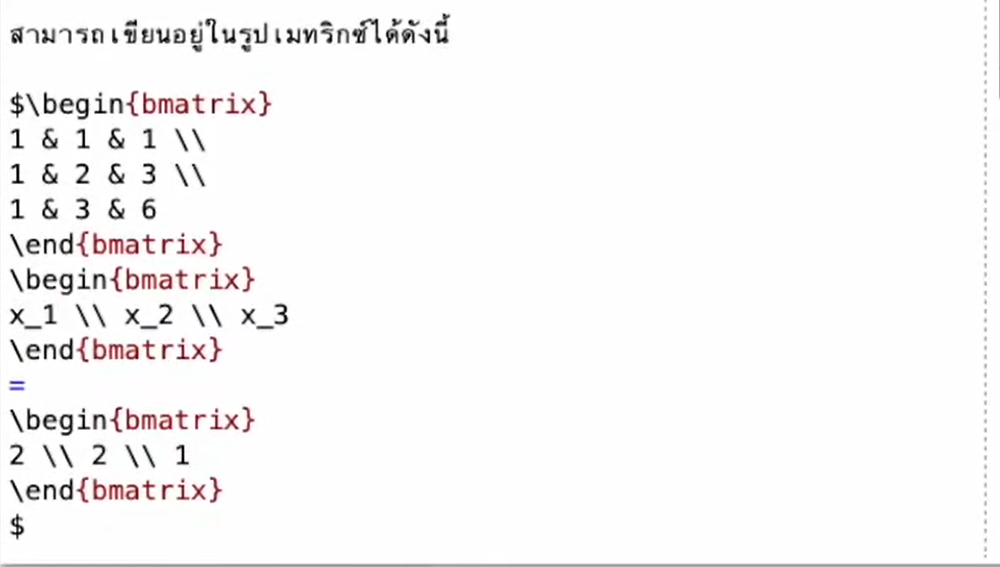 สามารถเขียนอยู่ในรูปเมทริกซ์ได้ดังนี้
$\begin{bmatrix}
1 & 1 & 1 \\
1 & 2 & 3 \\
1 & 3 & 6
\end{bmatrix}
\begin{bmatrix}
x_1 \\ x_2 \\ x_3
\end{bmatrix}
=
\begin{bmatrix}
2 \\ 2 \\ 1
\end{bmatrix}
$